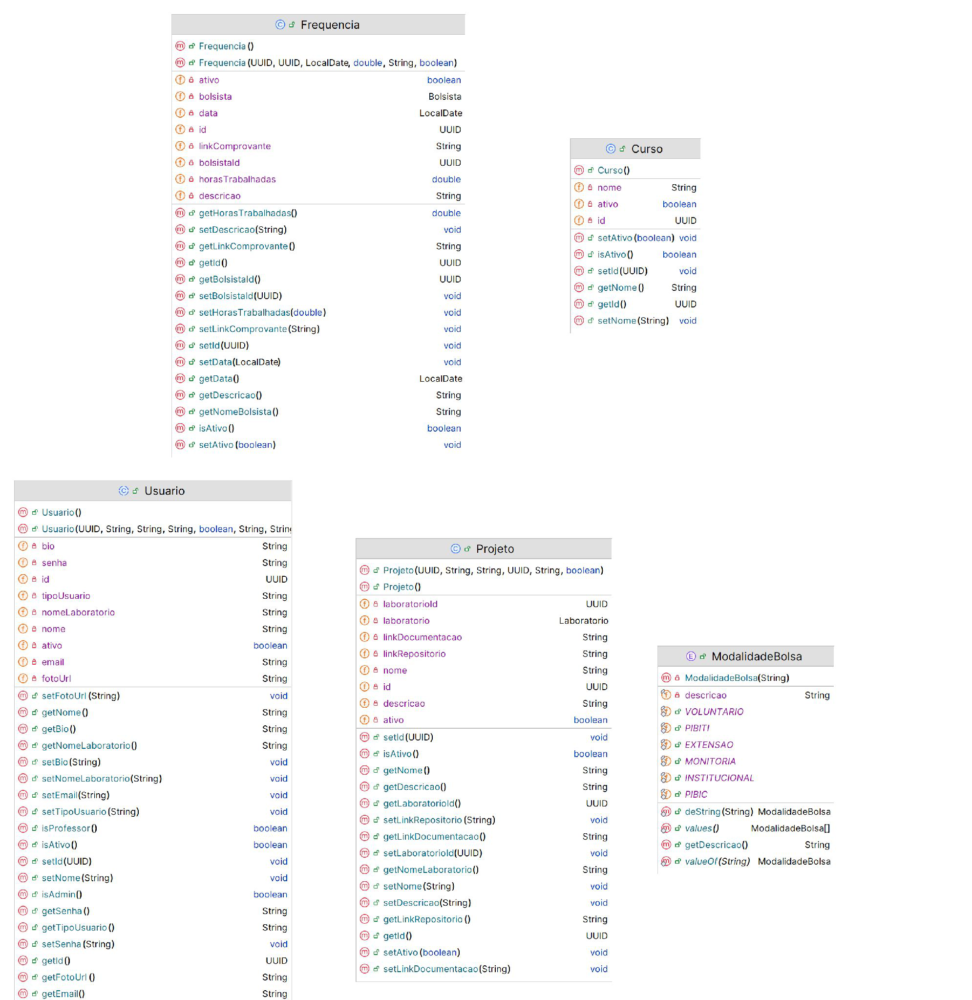 Frequencia
Frequencia()
Frequencia(UUID, UUID, LocalDate, double, String, boolean)
ativo boolean
bolsista Bolsista
data LocalDate
id UUID
linkComprovante String
bolsistaId UUID
horasTrabalhadas double
descricao String
getHorasTrabalhadas() double
setDescricao(String) void
getLinkComprovante() String
getId() UUID
getBolsistaId() UUID
setBolsistaId(UUID) void
setHorasTrabalhadas(double) void
setLinkComprovante(String) void
setId(UUID) void
setData(LocalDate) void
getData() LocalDate
getDescricao() String
getNomeBolsista() String
isAtivo() boolean
setAtivo(boolean) void
Curso
Curso()
nome String
ativo boolean
id UUID
setAtivo(boolean) void
isAtivo() boolean
setId(UUID) void
getNome() String
getId() UUID
setNome(String) void
Usuario
Usuario()
Usuario(UUID, String, String, String, boolean, String, String
bio String
senha String
id UUID
tipoUsuario String
nomeLaboratorio String
nome String
ativo boolean
email String
fotoUrl String
setFotoUrl(String) void
getNome() String
getBio() String
getNomeLaboratorio() String
setBio(String) void
setNomeLaboratorio(String) void
setEmail(String) void
setTipoUsuario(String) void
isProfessor() boolean
isAtivo() boolean
setId(UUID) void
setNome(String) void
isAdmin() boolean
getSenha() String
getTipoUsuario() String
setSenha(String) void
getId() UUID
getFotoUrl() String
getEmail() String
Projeto
Projeto(UUID, String, String, UUID, String, boolean)
Projeto()
laboratorioId UUID
laboratorio Laboratorio
linkDocumentacao String
linkRepositorio String
nome String
id UUID
descricao String
ativo boolean
setId(UUID) void
isAtivo() boolean
getNome() String
getDescricao() String
getLaboratorioId() UUID
setLinkRepositorio(String) void
getLinkDocumentacao() String
setLaboratorioId(UUID) void
getNomeLaboratorio() String
setNome(String) void
setDescricao(String) void
getLinkRepositorio() String
getId() UUID
setAtivo(boolean) void
setLinkDocumentacao(String) void
ModalidadeBolsa
ModalidadeBolsa(String)
descricao String
VOLUNTARIO
PIBITI
EXTENSAO
MONITORIA
INSTITUCIONAL
PIBIC
deString(String) ModalidadeBolsa
values() ModalidadeBolsa[]
getDescricao() String
valueOf(String) ModalidadeBolsa